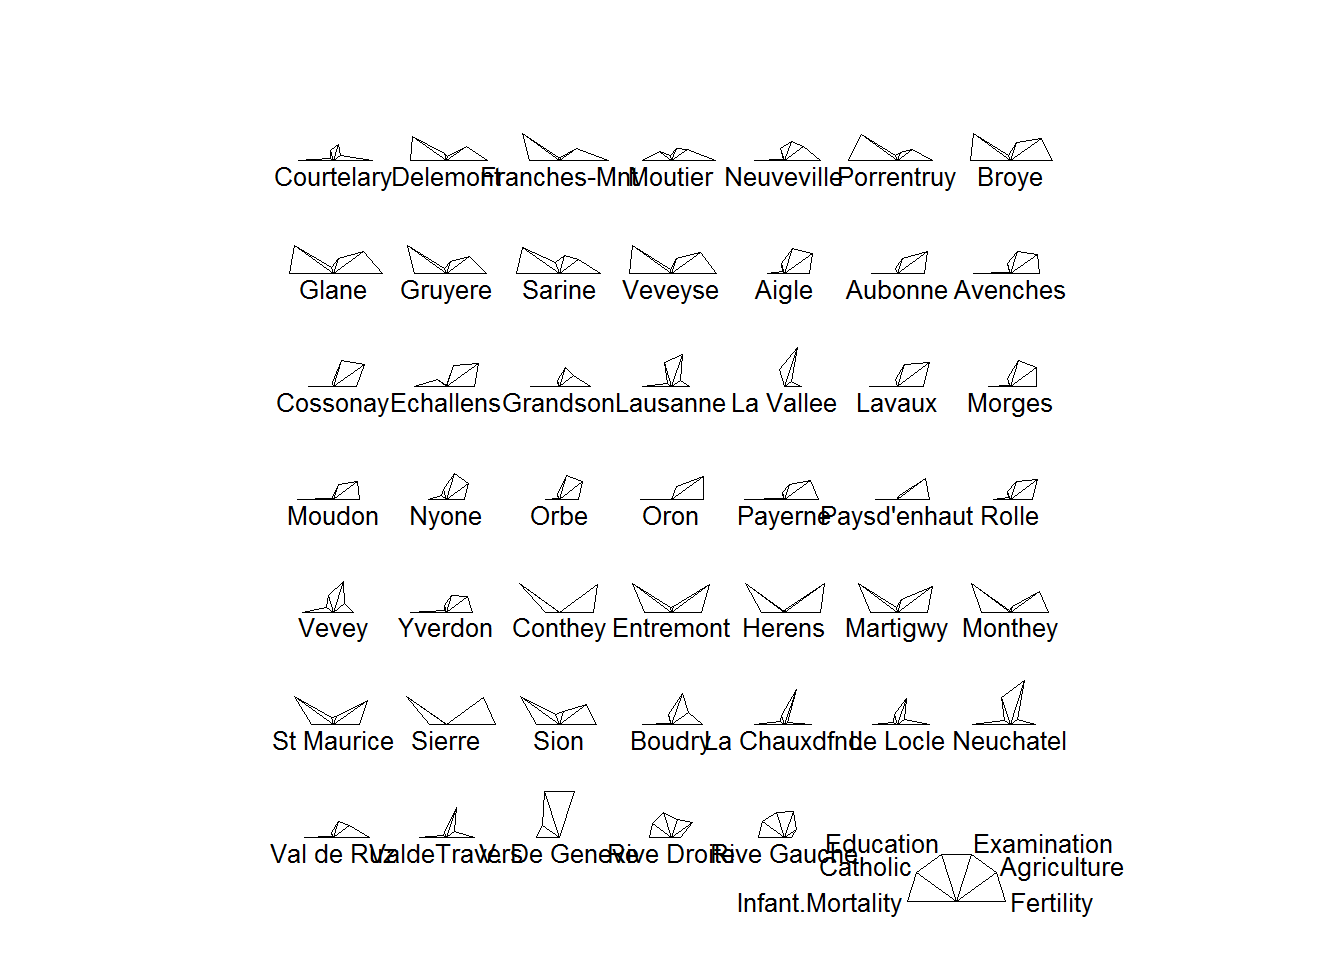 Courtelary Delemont Franches-Mnt Moutier Neuveville Porrentruy Broye
Glane Gruyere Sarine Veveyse Aigle Aubonne Avenches
Cossonay Echallens Grandson Lausanne La Vallee Lavaux Morges
Moudon Nyone Orbe Oron Payerne Paysd'enhaut Rolle
Vevey Yverdon Conthey Entremont Herens Martigwy Monthey
St Maurice Sierre Sion Boudry La Chauxdfnd Le Locle Neuchatel
Val de Ruz ValdeTravers V. De Geneve Rive Droite Rive Gauche
Education Examination
Catholic Agriculture
Infant.Mortality Fertility